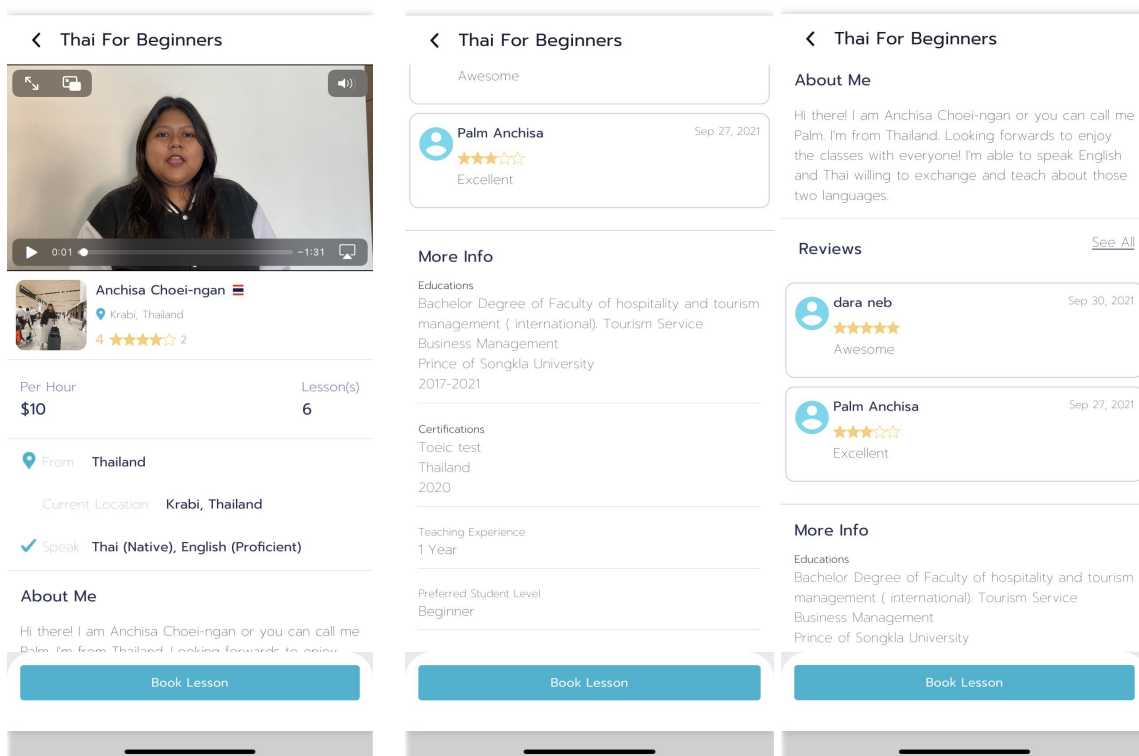 Thai For Beginners
0:01
-1:31
Anchisa Choei-ngan
Krabi, Thailand
4 2
Per Hour Lesson(s)
$10 6
From Thailand
Current Location Krabi, Thailand
Speak Thai (Native), English (Proficient)
About Me
Hi there! I am Anchisa Choei-ngan or you can call me
Palm. I'm from Thailand. Looking forwards to enjoy
Book Lesson
Thai For Beginners
Awesome
Palm Anchisa Sep 27, 2021
Excellent
More Info
Educations
Bachelor Degree of Faculty of hospitality and tourism
management ( international). Tourism Service
Business Management
Prince of Songkla University
2017-2021
Certifications
Toeic test
Thailand
2020
Teaching Experience
1 Year
Preferred Student Level
Beginner
Book Lesson
Thai For Beginners
About Me
Hi there! I am Anchisa Choei-ngan or you can call me
Palm. I'm from Thailand. Looking forwards to enjoy
the classes with everyone! I'm able to speak English
and Thai willing to exchange and teach about those
two languages.
Reviews See All
dara neb Sep 30, 2021
Awesome
Palm Anchisa Sep 27, 2021
Excellent
More Info
Educations
Bachelor Degree of Faculty of hospitality and tourism
management ( international). Tourism Service
Business Management
Prince of Songkla University
Book Lesson